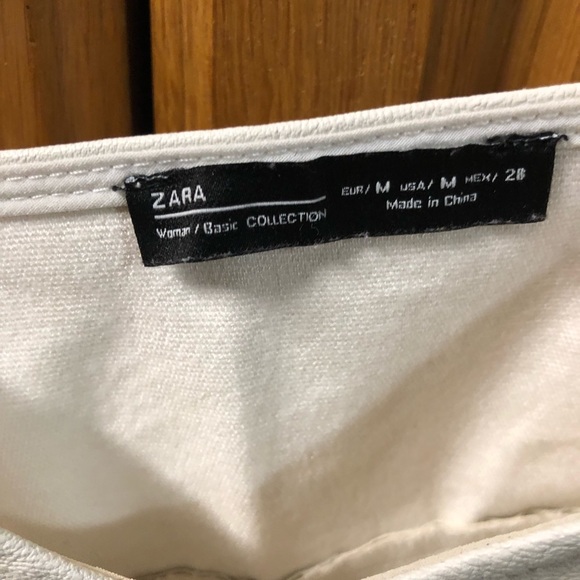 ZARA
Woman / Basic COLLECTION
EUR/ M USA/ M MEX/ 28
Made in China